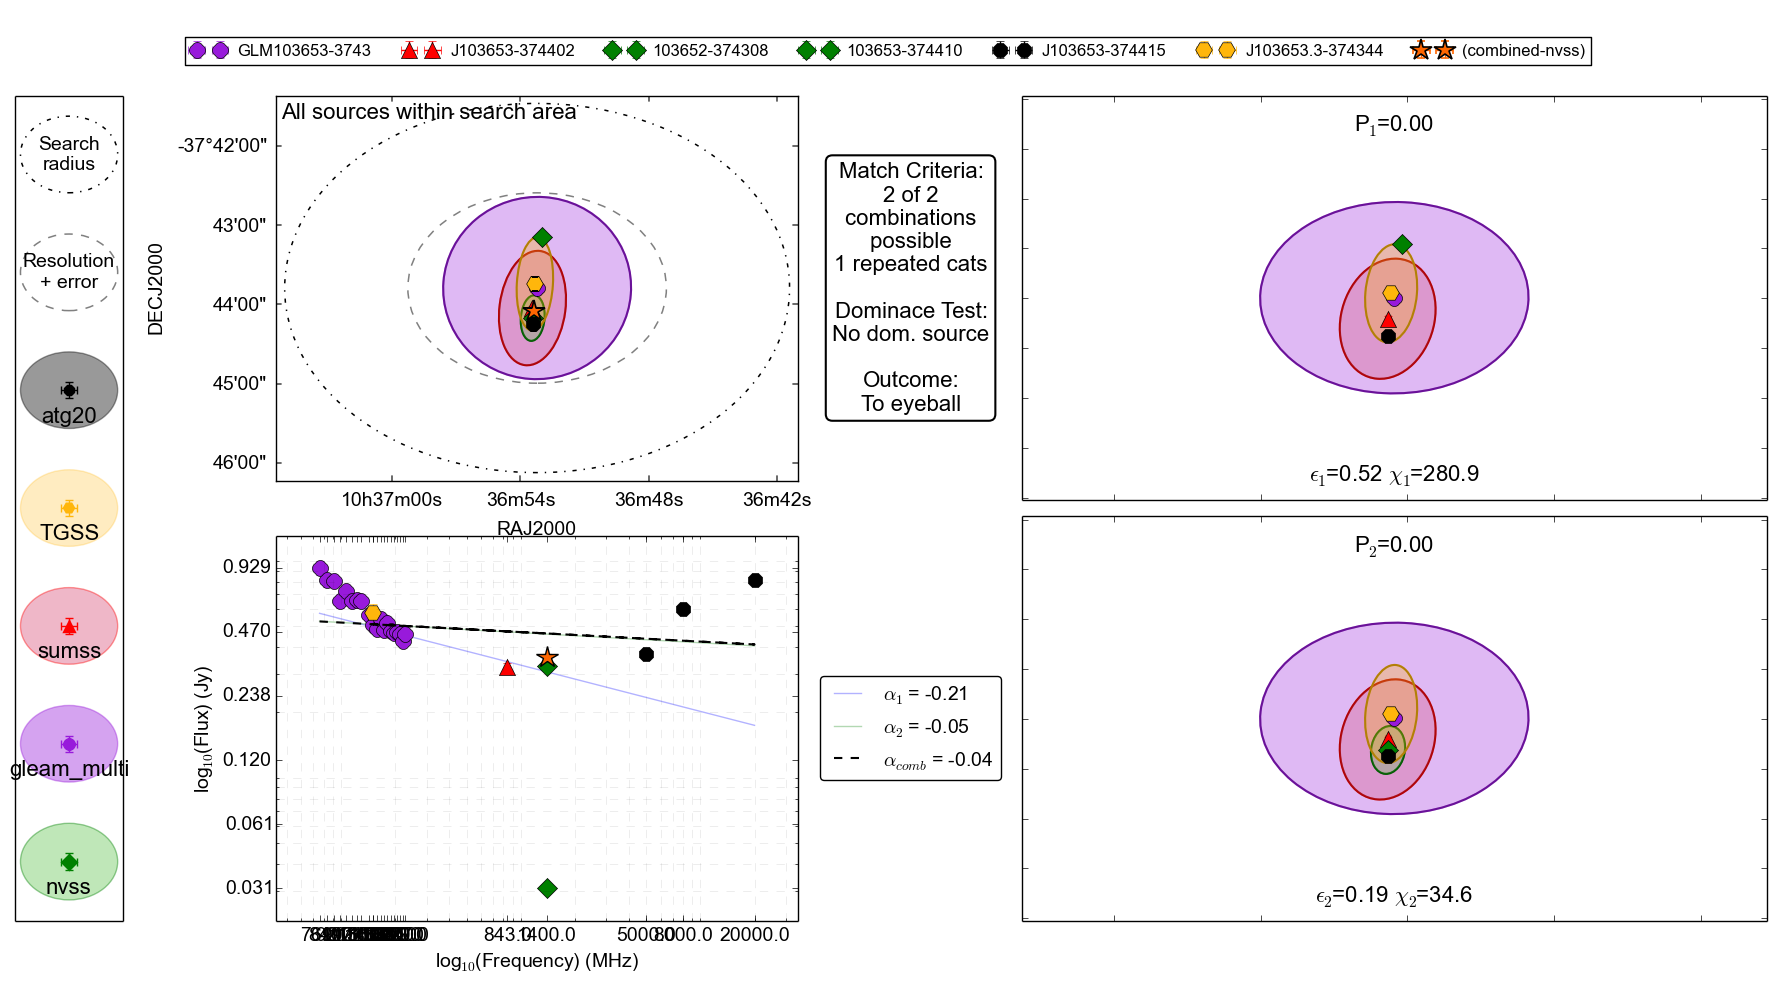 GLM103653-3743 J103653-374402 103652-374308 103653-374410 J103653-374415 J103653.3-374344 (combined-nvss)
Search
radius
Resolution
+ error
atg20
TGSS
sumss
gleam_multi
nvss
All sources within search area
DECJ2000
-37°42'00"
43'00"
44'00"
45'00"
46'00"
10h37m00s 36m54s 36m48s 36m42s
RAJ2000
Match Criteria:
2 of 2
combinations
possible
1 repeated cats
Dominace Test:
No dom. source
Outcome:
To eyeball
P1=0.00
ϵ1=0.52 χ1=280.9
log10(Flux) (Jy)
0.929
0.470
0.238
0.120
0.061
0.031
843.0 1400.0 5000.0 8000.0 20000.0
log10(Frequency) (MHz)
α1 = -0.21
α2 = -0.05
αcomb = -0.04
P2=0.00
ϵ2=0.19 χ2=34.6